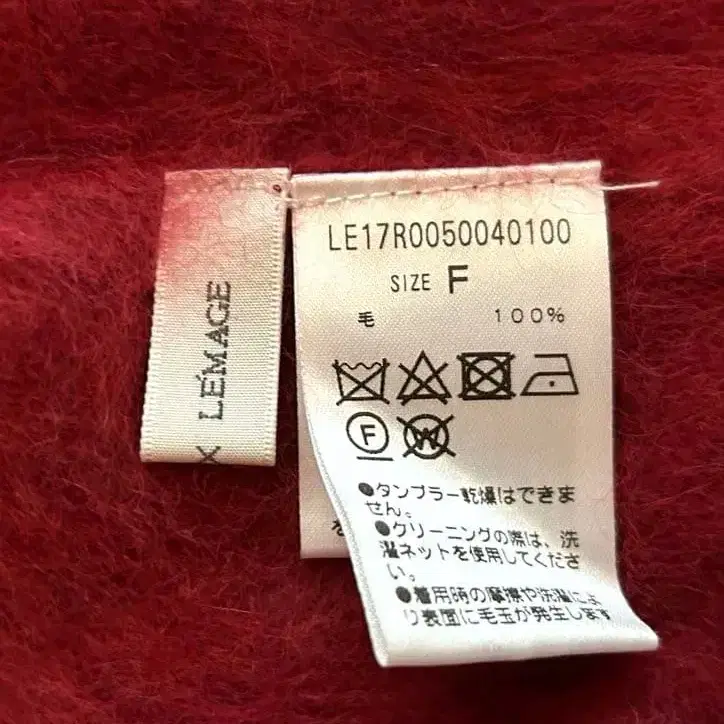 LÉMAGE
LE17R0050040100
SIZE F
毛 100%
F
W
●タンブラー乾燥はできま
せん。
●クリーニングの際は、洗
濯ネットを使用してくださ
い。
●着用時の摩擦や洗濯によ
り表面に毛玉が発生します